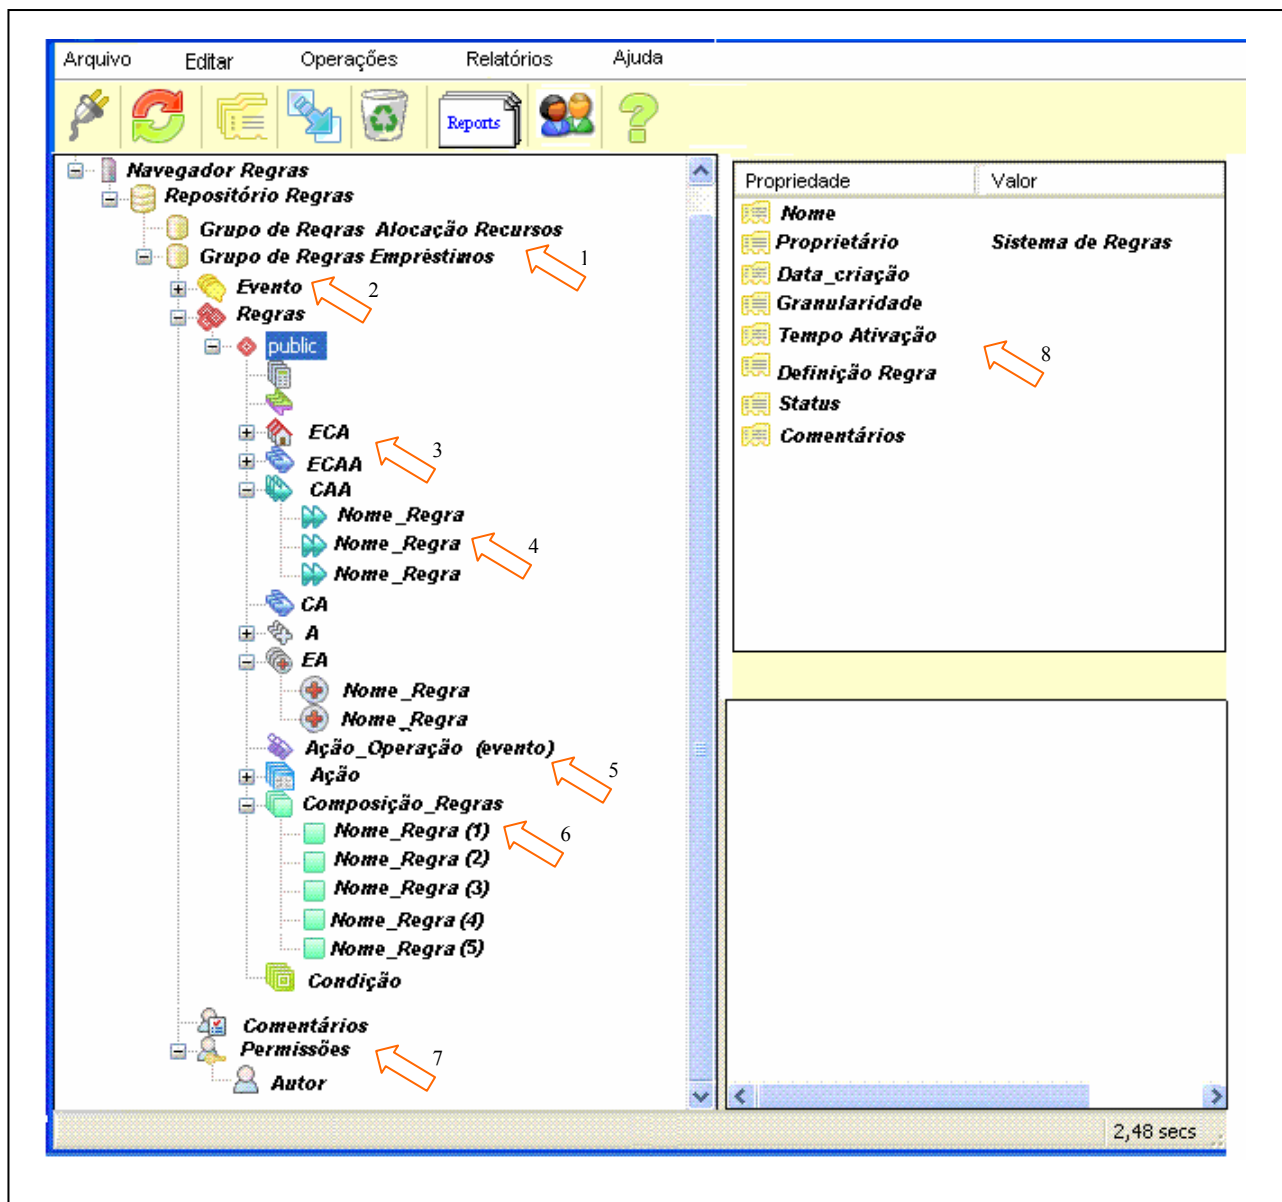 Arquivo Editar Operações Relatórios Ajuda
Reports
Navegador Regras
Repositório Regras
Grupo de Regras Alocação Recursos
Grupo de Regras Empréstimos
1
Evento
2
Regras
public
ECA
3
ECAA
CAA
Nome_Regra
Nome_Regra
4
Nome_Regra
CA
A
EA
Nome_Regra
Nome_Regra
Ação_Operação (evento)
5
Ação
Composição_Regras
Nome_Regra (1)
6
Nome_Regra (2)
Nome_Regra (3)
Nome_Regra (4)
Nome_Regra (5)
Condição
Comentários
Permissões
7
Autor
Propriedade Valor
Nome
Proprietário Sistema de Regras
Data_criação
Granularidade
Tempo Ativação
8
Definição Regra
Status
Comentários
2,48 secs